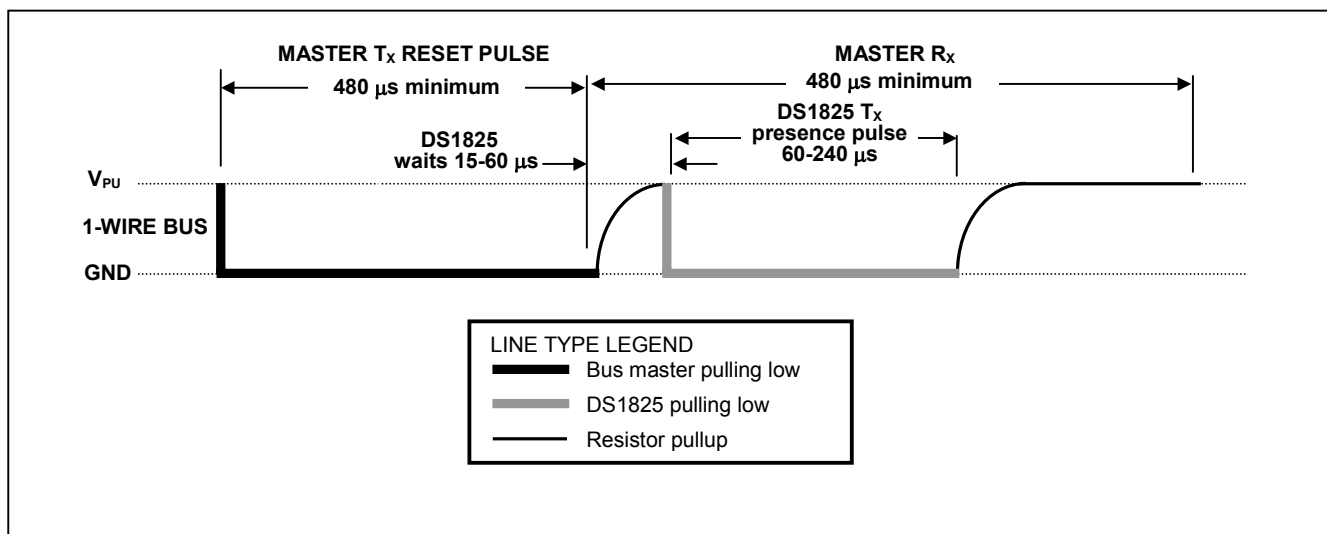 MASTER TX RESET PULSE
480 μs minimum
MASTER RX
480 μs minimum
DS1825
waits 15-60 μs
DS1825 TX
presence pulse
60-240 μs
VPU
1-WIRE BUS
GND
LINE TYPE LEGEND
Bus master pulling low
DS1825 pulling low
Resistor pullup